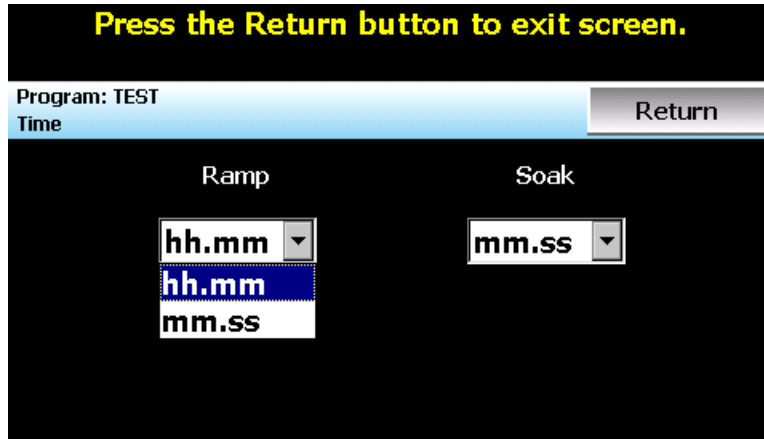 Press the Return button to exit screen.
Program: TEST
Time
Return
Ramp
Soak
hh.mm
mm.ss
hh.mm
mm.ss